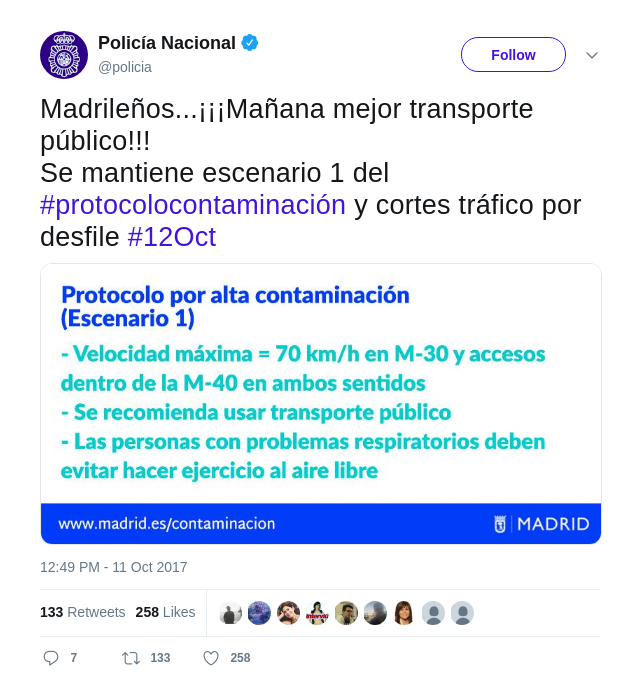 Policía Nacional
@policia
Follow
Madrileños...¡¡¡Mañana mejor transporte
público!!!
Se mantiene escenario 1 del
#protocolocontaminación y cortes tráfico por
desfile #12Oct
Protocolo por alta contaminación
(Escenario 1)
- Velocidad máxima = 70 km/h en M-30 y accesos
dentro de la M-40 en ambos sentidos
- Se recomienda usar transporte público
- Las personas con problemas respiratorios deben
evitar hacer ejercicio al aire libre
www.madrid.es/contaminacion
MADRID
12:49 PM - 11 Oct 2017
133 Retweets 258 Likes
interviú
7 133 258